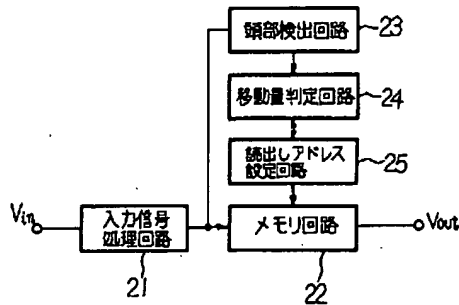 頭部検出回路
23
移動量判定回路
24
読出しアドレス
設定回路
25
Vin
入力信号
処理回路
メモリ回路
Vout
21
22